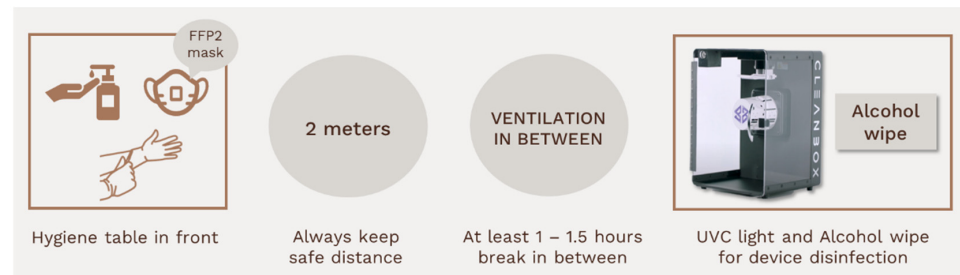 FFP2
mask
2 meters
VENTILATION
IN BETWEEN
CLEANBOX
Alcohol
wipe
Hygiene table in front
Always keep
safe distance
At least 1 – 1.5 hours
break in between
UVC light and Alcohol wipe
for device disinfection